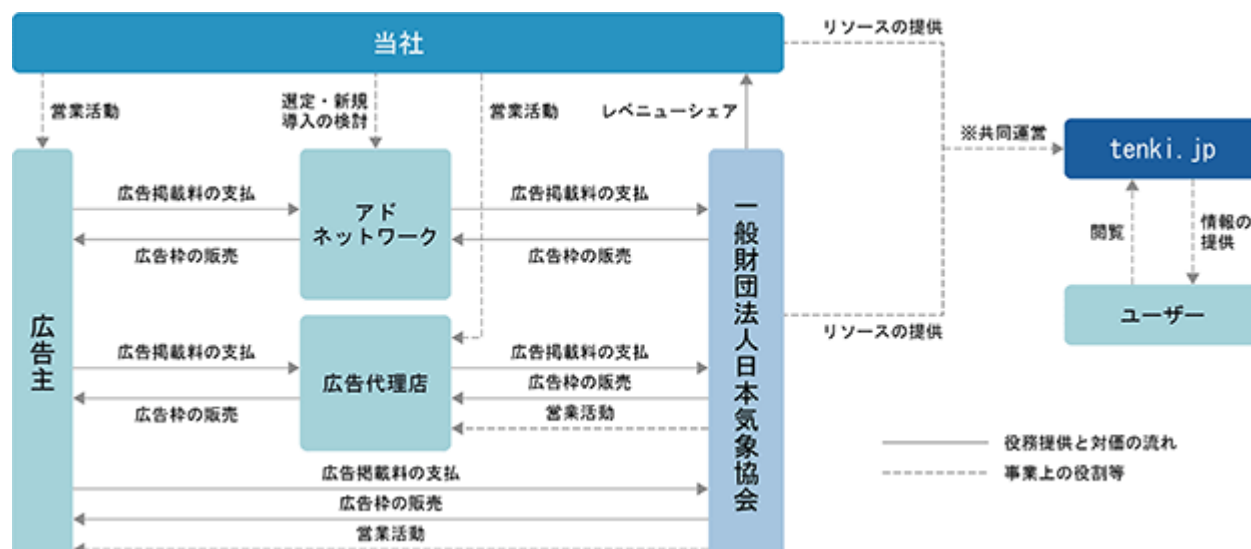 当社
リソースの提供
営業活動
選定・新規
導入の検討
営業活動
レベニューシェア
※共同運営
tenki.jp
広告掲載料の支払
アド
ネットワーク
広告掲載料の支払
広告枠の販売
広告枠の販売
閲覧
情報の
提供
一般財団法人日本気象協会
広告主
ユーザー
リソースの提供
広告掲載料の支払
広告代理店
広告掲載料の支払
広告枠の販売
広告枠の販売
営業活動
役務提供と対価の流れ
事業上の役割等
広告掲載料の支払
広告枠の販売
営業活動